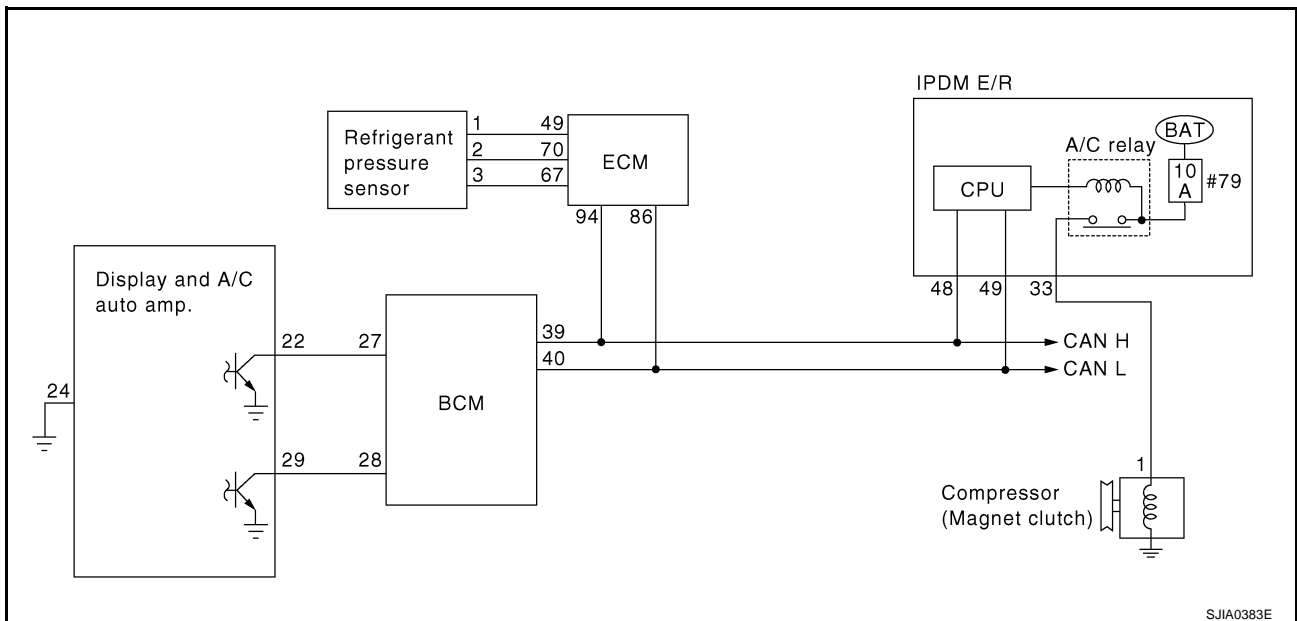 IPDM E/R
BAT
A/C relay
10
A
#79
CPU
48
49
33
Refrigerant
pressure
sensor
1
2
3
49
70
67
ECM
94
86
Display and A/C
auto amp.
22
27
24
29
28
BCM
39
40
CAN H
CAN L
1
Compressor
(Magnet clutch)
SJIA0383E